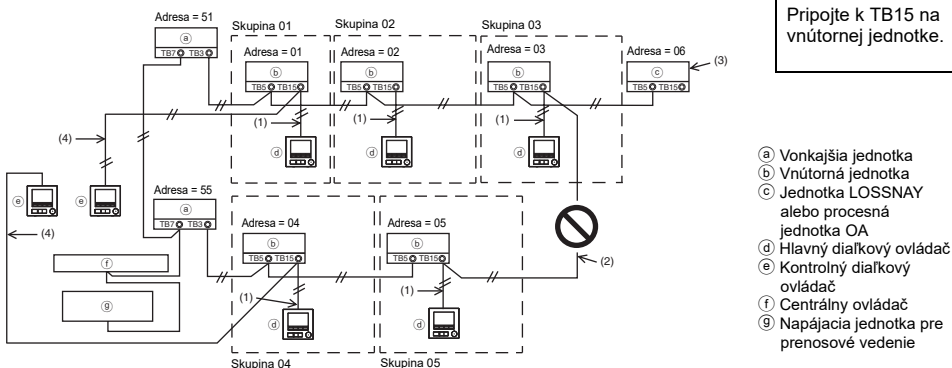 Adresa = 51
ⓐ
TB7 TB3
Skupina 01
Adresa = 01
ⓑ
TB5 TB15
(1)
ⓓ
Skupina 02
Adresa = 02
ⓑ
TB5 TB15
(1)
ⓓ
Skupina 03
Adresa = 03
ⓑ
TB5 TB15
(1)
ⓓ
Adresa = 06
ⓒ
TB5 TB15
(3)
(4)
ⓔ
ⓔ
(4)
Adresa = 55
ⓐ
TB7 TB3
ⓕ
ⓖ
Adresa = 04
ⓑ
TB5 TB15
(1)
ⓓ
Skupina 04
Adresa = 05
ⓑ
TB5 TB15
(1)
ⓓ
Skupina 05
(2)
Pripojte k TB15 na
vnútornej jednotke.
ⓐ Vonkajšia jednotka
ⓑ Vnútorná jednotka
ⓒ Jednotka LOSSNAY
alebo procesná
jednotka OA
ⓓ Hlavný diaľkový ovládač
ⓔ Kontrolný diaľkový
ovládač
ⓕ Centrálny ovládač
ⓖ Napájacia jednotka pre
prenosové vedenie